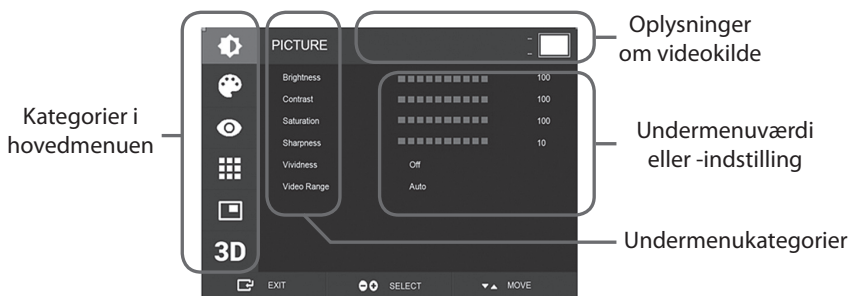 Oplysninger
om videokilde
Kategorier i
hovedmenuen
PICTURE
Brightness 100
Contrast 100
Saturation 100
Sharpness 10
Vividness Off
Video Range Auto
3D
EXIT SELECT MOVE
Undermenuværdi
eller -indstilling
Undermenukategorier